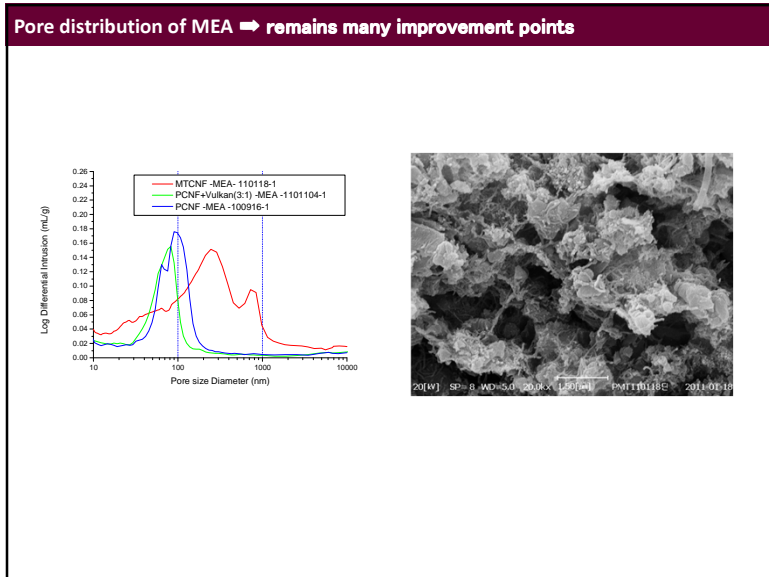 Pore distribution of MEA ➡ remains many improvement points
0.26
0.24
0.22
0.20
0.18
0.16
0.14
0.12
0.10
0.08
0.06
0.04
0.02
0.00
Log Differential Intrusion (mL/g)
MTCNF -MEA- 110118-1
PCNF+Vulkan(3:1) -MEA -1101104-1
PCNF -MEA -100916-1
10 100 1000 10000
Pore size Diameter (nm)
20[kW] SP=8 WD=5.0 20.0kx 1.50[um] 2011-01-18